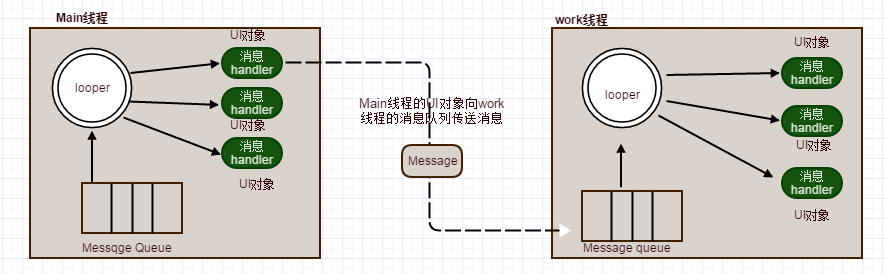 Main线程
UI对象
消息
handler
looper
消息
handler
UI对象
消息
handler
UI对象
Messqge Queue
Main线程的UI对象向work
线程的消息队列传送消息
Message
work线程
UI对象
消息
handler
looper
消息
handler
UI对象
消息
handler
UI对象
Message queue